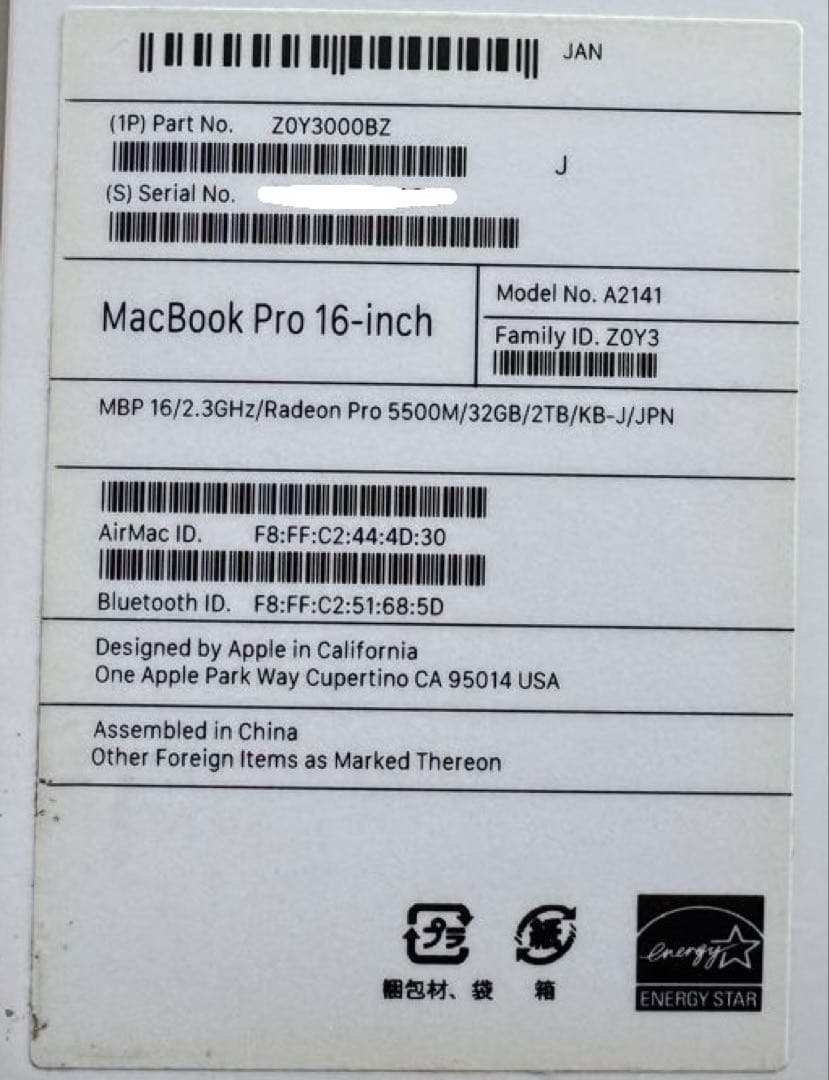 JAN
(1P) Part No. Z0Y3000BZ
J
(S) Serial No.
MacBook Pro 16-inch
Model No. A2141
Family ID. Z0Y3
MBP 16/2.3GHz/Radeon Pro 5500M/32GB/2TB/KB-J/JPN
AirMac ID. F8:FF:C2:44:4D:30
Bluetooth ID. F8:FF:C2:51:68:5D
Designed by Apple in California
One Apple Park Way Cupertino CA 95014 USA
Assembled in China
Other Foreign Items as Marked Thereon
プラ
紙
energy
梱包材、袋
箱
ENERGY STAR